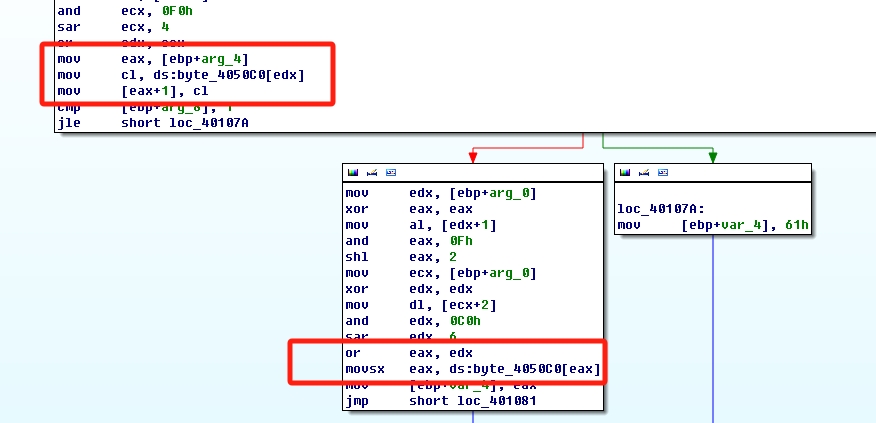 and     ecx, 0F0h
sar     ecx, 4
or      edx, ecx
mov     eax, [ebp+arg_4]
mov     cl, ds:byte_4050C0[edx]
mov     [eax+1], cl
cmp     [ebp+arg_8], 1
jle     short loc_40107A
mov     edx, [ebp+arg_0]
xor     eax, eax
mov     al, [edx+1]
and     eax, 0Fh
shl     eax, 2
mov     ecx, [ebp+arg_0]
xor     edx, edx
mov     dl, [ecx+2]
and     edx, 0C0h
sar     edx, 6
or      eax, edx
movsx   eax, ds:byte_4050C0[eax]
mov     [ebp+var_4], eax
jmp     short loc_401081
loc_40107A:
mov     [ebp+var_4], 61h